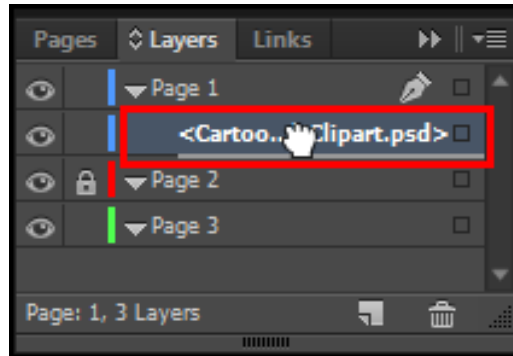 Pages Layers Links
Page 1
<Cartoo...Clipart.psd>
Page 2
Page 3
Page: 1, 3 Layers